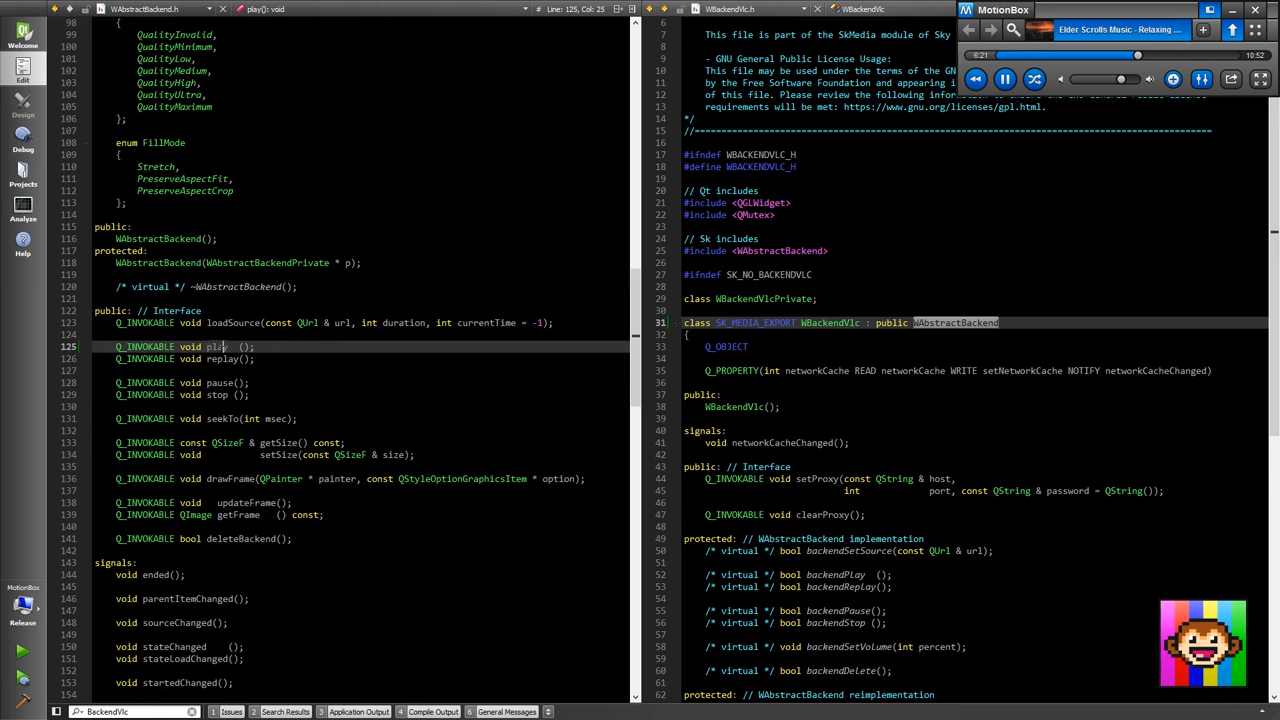 WAbstractBackend.h
play(): void
Line: 125, Col: 25
WBackendVlc.h
WBackendVlc
MotionBox
Elder Scrolls Music - Relaxing ...
6:21
10:52
Welcome
Edit
Design
Debug
Projects
Analyze
Help
MotionBox
Release
98 {
99 QualityInvalid,
100 QualityMinimum,
101 QualityLow,
102 QualityMedium,
103 QualityHigh,
104 QualityUltra,
105 QualityMaximum
106 };
107
108 enum FillMode
109 {
110 Stretch,
111 PreserveAspectFit,
112 PreserveAspectCrop
113 };
114
115 public:
116 WAbstractBackend();
117 protected:
118 WAbstractBackend(WAbstractBackendPrivate * p);
119
120 /* virtual */ ~WAbstractBackend();
121
122 public: // Interface
123 Q_INVOKABLE void loadSource(const QUrl & url, int duration, int currentTime = -1);
124
125 Q_INVOKABLE void play ();
126 Q_INVOKABLE void replay();
127
128 Q_INVOKABLE void pause();
129 Q_INVOKABLE void stop ();
130
131 Q_INVOKABLE void seekTo(int msec);
132
133 Q_INVOKABLE const QSizeF & getSize() const;
134 Q_INVOKABLE void setSize(const QSizeF & size);
135
136 Q_INVOKABLE void drawFrame(QPainter * painter, const QStyleOptionGraphicsItem * option);
137
138 Q_INVOKABLE void updateFrame();
139 Q_INVOKABLE QImage getFrame () const;
140
141 Q_INVOKABLE bool deleteBackend();
142
143 signals:
144 void ended();
145
146 void parentItemChanged();
147
148 void sourceChanged();
149
150 void stateChanged ();
151 void stateLoadChanged();
152
153 void startedChanged();
154
6
7 This file is part of the SkMedia module of Sky
8
9 - GNU General Public License Usage:
10 This file may be used under the terms of the GN
11 by the Free Software Foundation and appearing i
12 of this file. Please review the following information to ensure the GNU General Public License
13 requirements will be met: https://www.gnu.org/licenses/gpl.html.
14 */
15 //=================================================================================================
16
17 #ifndef WBACKENDVLC_H
18 #define WBACKENDVLC_H
19
20 // Qt includes
21 #include <QGLWidget>
22 #include <QMutex>
23
24 // Sk includes
25 #include <WAbstractBackend>
26
27 #ifndef SK_NO_BACKENDVLC
28
29 class WBackendVlcPrivate;
30
31 class SK_MEDIA_EXPORT WBackendVlc : public WAbstractBackend
32 {
33 Q_OBJECT
34
35 Q_PROPERTY(int networkCache READ networkCache WRITE setNetworkCache NOTIFY networkCacheChanged)
36
37 public:
38 WBackendVlc();
39
40 signals:
41 void networkCacheChanged();
42
43 public: // Interface
44 Q_INVOKABLE void setProxy(const QString & host,
45 int port, const QString & password = QString());
46
47 Q_INVOKABLE void clearProxy();
48
49 protected: // WAbstractBackend implementation
50 /* virtual */ bool backendSetSource(const QUrl & url);
51
52 /* virtual */ bool backendPlay ();
53 /* virtual */ bool backendReplay();
54
55 /* virtual */ bool backendPause();
56 /* virtual */ bool backendStop ();
57
58 /* virtual */ void backendSetVolume(int percent);
59
60 /* virtual */ bool backendDelete();
61
62 protected: // WAbstractBackend reimplementation
BackendVlc
1 Issues
2 Search Results
3 Application Output
4 Compile Output
6 General Messages